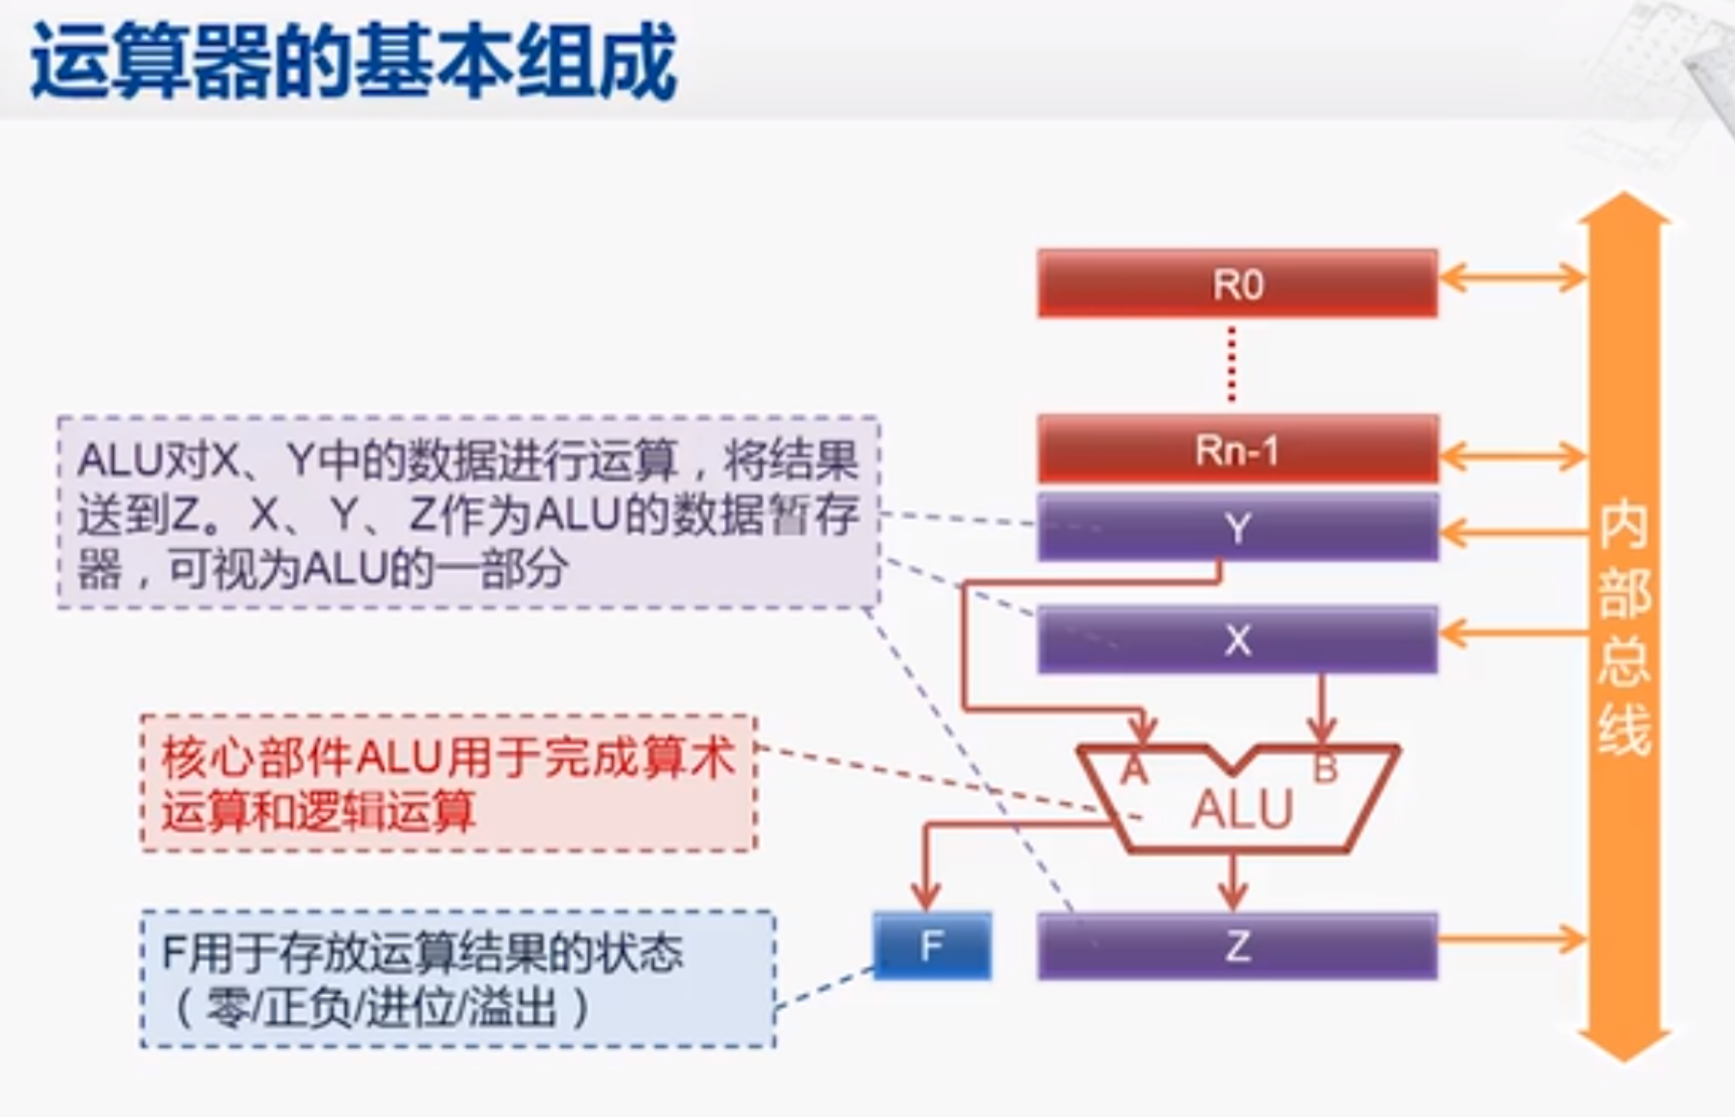 运算器的基本组成
R0
Rn-1
ALU对X、Y中的数据进行运算，将结果
送到Z。X、Y、Z作为ALU的数据暂存
器，可视为ALU的一部分
Y
X
内部总线
核心部件ALU用于完成算术
运算和逻辑运算
A
B
ALU
F用于存放运算结果的状态
（零/正负/进位/溢出）
F
Z